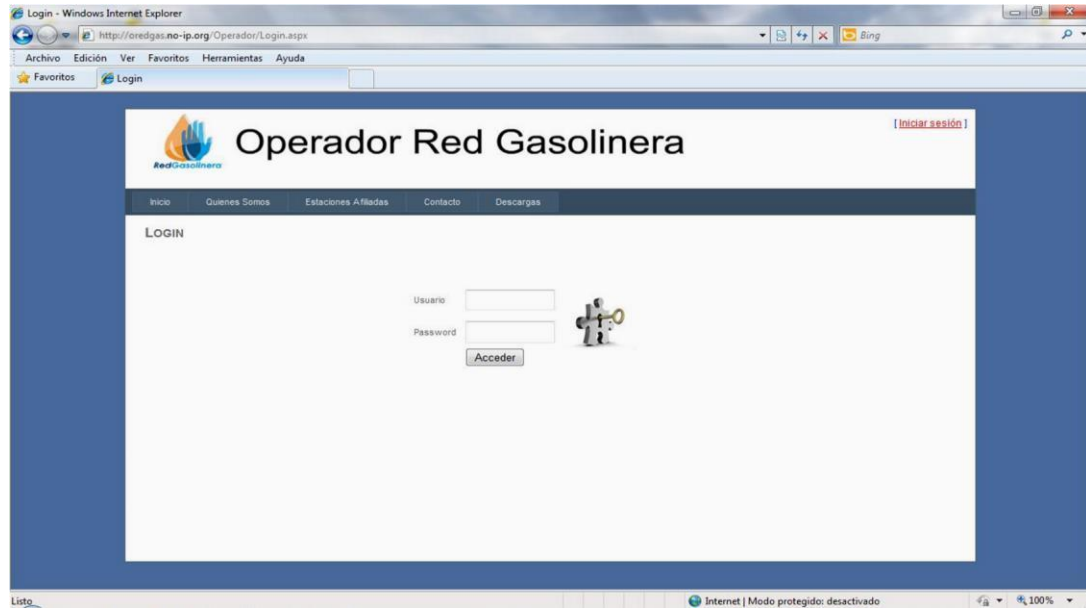 Login - Windows Internet Explorer
http://oredgas.no-ip.org/Operador/Login.aspx
Bing
Archivo Edición Ver Favoritos Herramientas Ayuda
Favoritos Login
[ Iniciar sesión ]
RedGasolinera
Operador Red Gasolinera
Inicio Quienes Somos Estaciones Afiliadas Contacto Descargas
LOGIN
Usuario
Password
Acceder
Listo Internet | Modo protegido: desactivado 100%